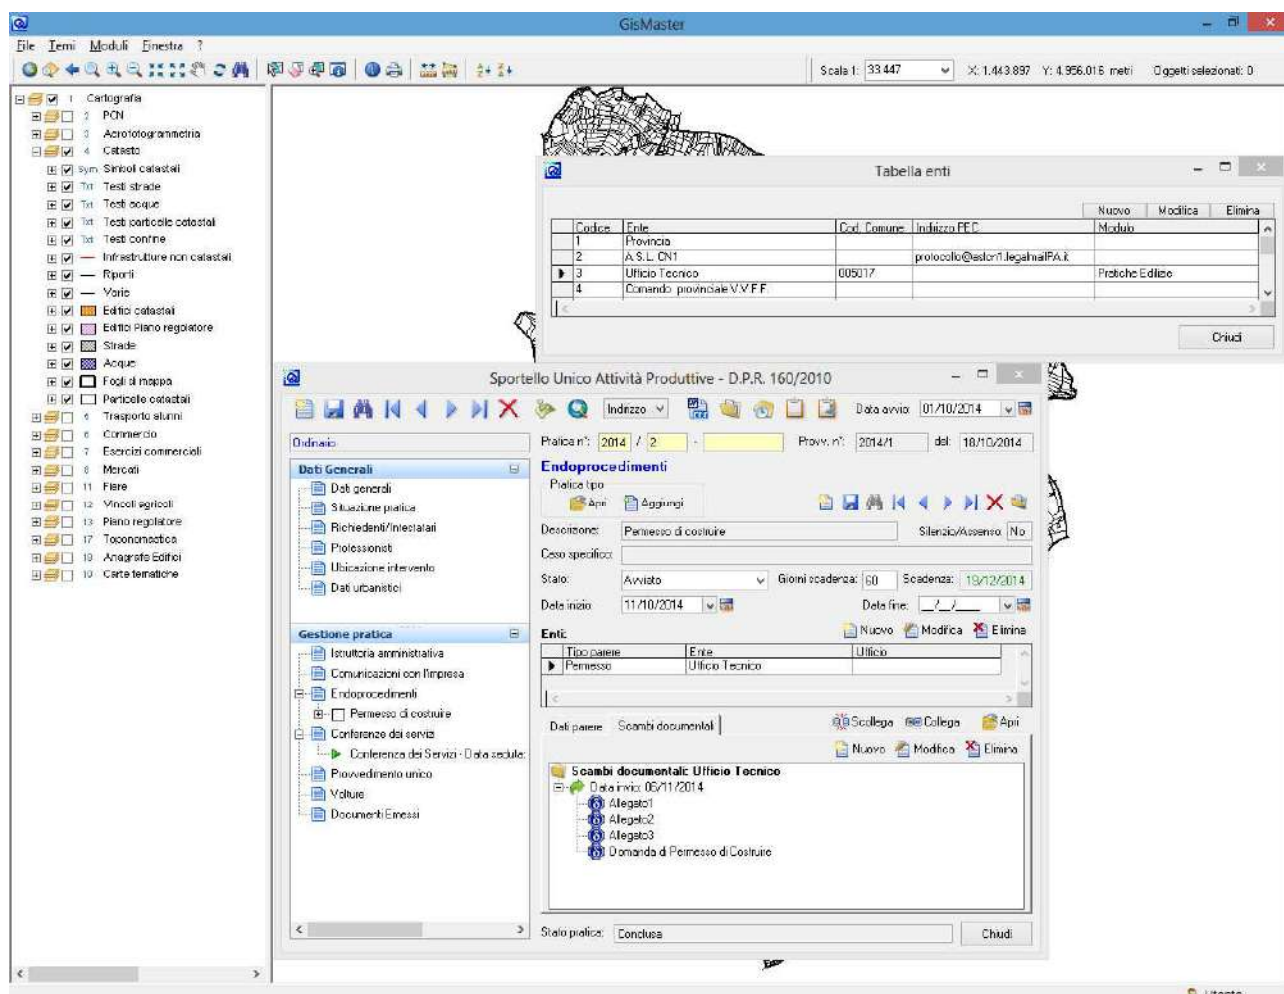 GisMaster
File Temi Moduli Finestra ?
Scala 1: 33.447 X: 1.443.897 Y: 4.956.016 metri Oggetti selezionati: 0
1 Cartografia
2 PCN
3 Aerofotogrammetria
4 Catasto
Sym Simboli catastali
Txt Testi strade
Txt Testi acque
Txt Testi particelle catastali
Txt Testi confine
Infrastrutture non catastali
Riporti
Varie
Edifici catastali
Edifici Piano regolatore
Strade
Acque
Fogli di mappa
Particelle catastali
Trasporto alunni
6 Commercio
7 Esercizi commerciali
8 Mercati
11 Fiere
12 Vincoli agricoli
13 Piano regolatore
17 Toponomastica
Anagrafe Edifici
19 Carte tematiche
Tabella enti
Nuovo Modifica Elimina
Codice Ente Cod. Comune Indirizzo PEC Modulo
1 Provincia
2 A.S.L. CN1 protocollo@aslcn1.legalmailPA.it
3 Ufficio Tecnico 005017 Pratiche Edilizie
4 Comando provinciale V.V.F.F.
Chiudi
Sportello Unico Attività Produttive - D.P.R. 160/2010
Indirizzo Data avvio: 01/10/2014
Ordinario
Pratica n°: 2014 / 2 - Provv. n°: 2014/1 del: 18/10/2014
Dati Generali
Dati generali
Situazione pratica
Richiedenti/Intestatari
Professionisti
Ubicazione intervento
Dati urbanistici
Gestione pratica
Istruttoria amministrativa
Comunicazioni con l'impresa
Endoprocedimenti
Permesso di costruire
Conferenze dei servizi
Conferenza dei Servizi - Data seduta:
Provvedimento unico
Volture
Documenti Emessi
Endoprocedimenti
Pratica tipo
Apri Aggiungi
Descrizione: Permesso di costruire Silenzio/Assenso: No
Caso specifico:
Stato: Avviato Giorni scadenza: 60 Scadenza: 19/12/2014
Data inizio 11/10/2014 Data fine: __/__/____
Enti: Nuovo Modifica Elimina
Tipo parere Ente Ufficio
Permesso Ufficio Tecnico
Dati parere Scambi documentali Scollega Collega Apri
Nuovo Modifica Elimina
Scambi documentali: Ufficio Tecnico
Data invio: 06/11/2014
Allegato1
Allegato2
Allegato3
Domanda di Permesso di Costruire
Stato pratica: Conclusa Chiudi